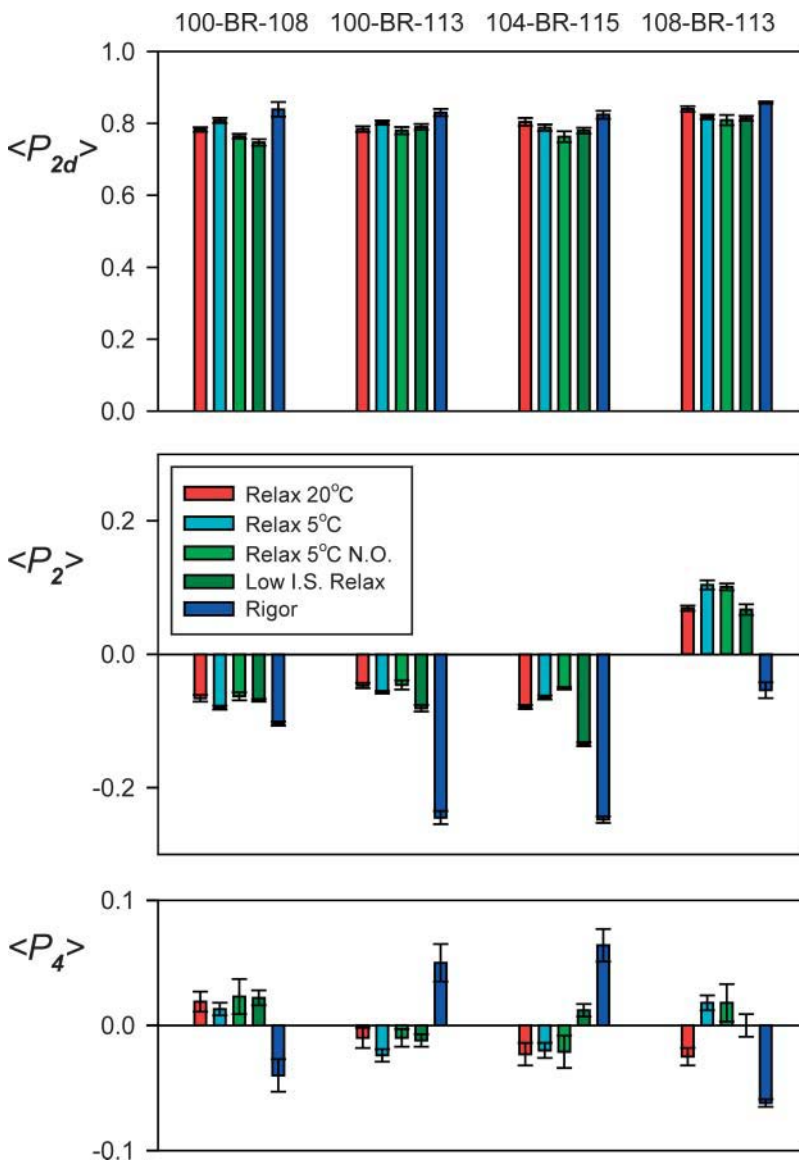 100-BR-108 100-BR-113 104-BR-115 108-BR-113
1.0
0.8
<P2d>
0.6
0.4
0.2
0.0
Relax 20°C
0.2
Relax 5°C
<P2>
Relax 5°C N.O.
Low I.S. Relax
Rigor
0.0
-0.2
0.1
<P4>
0.0
-0.1